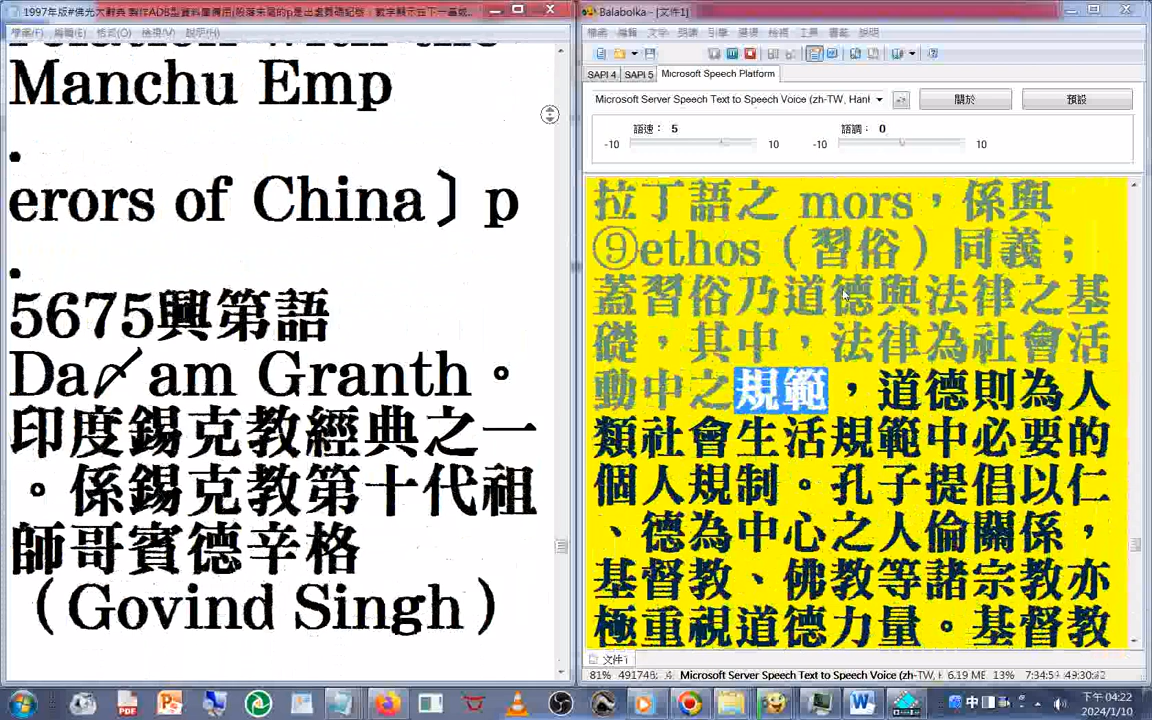 1997年版#佛光大辭典
relation with the
Manchu Emp
.
erors of China〕p
.
5675興第語
Da〆am Granth。
印度錫克教經典之一
。係錫克教第十代祖
師哥賓德辛格
（Govind Singh）
Balabolka - [文件1]
SAPI 4 SAPI 5 Microsoft Speech Platform
Microsoft Server Speech Text to Speech Voice (zh-TW, Hanl
關於
預設
語速： 5
語調： 0
-10 10
-10 10
拉丁語之 mors，係與
⑨ethos（習俗）同義；
蓋習俗乃道德與法律之基
礎，其中，法律為社會活
動中之規範，道德則為人
類社會生活規範中必要的
個人規制。孔子提倡以仁
、德為中心之人倫關係，
基督教、佛教等諸宗教亦
極重視道德力量。基督教
文件1
81% Microsoft Server Speech Text to Speech Voice (zh-TW, 6.19 ME 13%
中
下午 04:22
2024/1/10